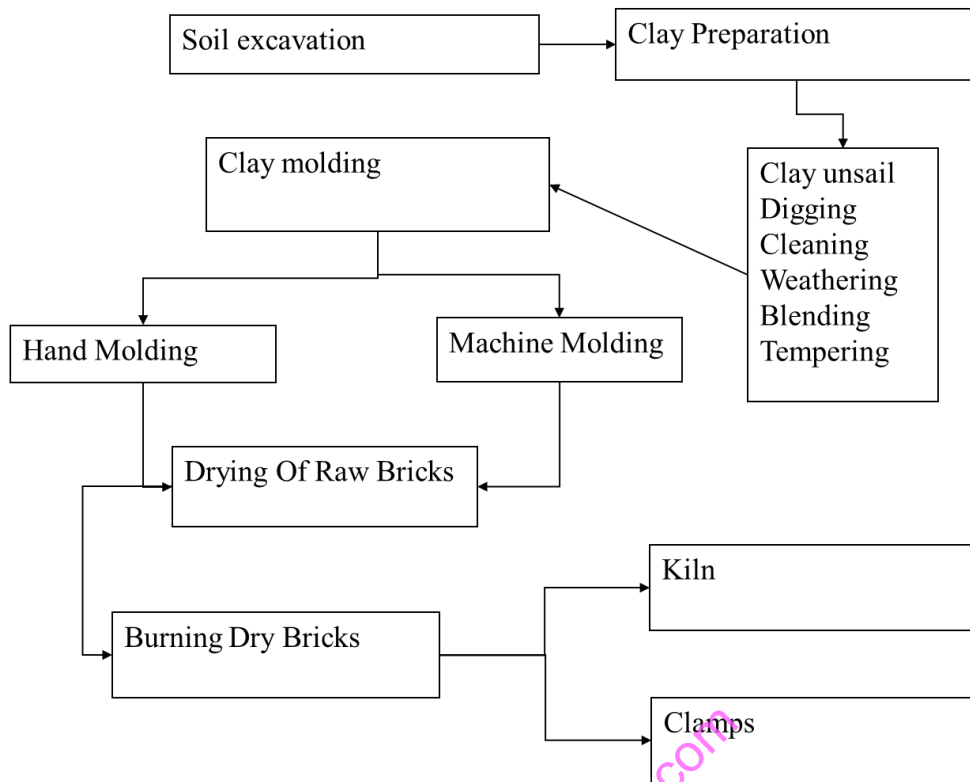 Soil excavation
Clay Preparation
Clay molding
Clay unsail
Digging
Cleaning
Weathering
Blending
Tempering
Hand Molding
Machine Molding
Drying Of Raw Bricks
Kiln
Burning Dry Bricks
Clamps
com